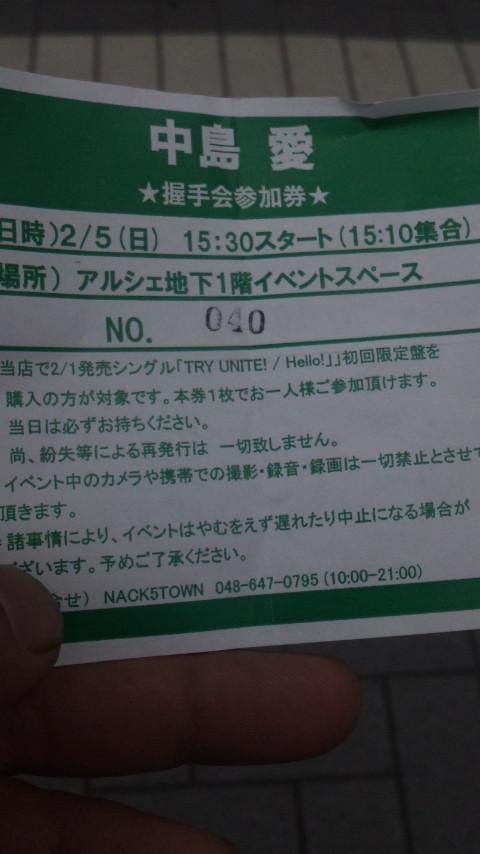 中島 愛
★握手会参加券★
日時)2/5(日) 15:30スタート(15:10集合)
場所) アルシェ地下1階イベントスペース
NO. 040
当店で2/1発売シングル「TRY UNITE! / Hello!」」初回限定盤を
購入の方が対象です。本券1枚でお一人様ご参加頂けます。
当日は必ずお持ちください。
尚、紛失等による再発行は 一切致しません。
イベント中のカメラや携帯での撮影・録音・録画は一切禁止とさせて
頂きます。
諸事情により、イベントはやむをえず遅れたり中止になる場合が
ございます。予めご了承ください。
合せ) NACK5TOWN 048-647-0795 (10:00-21:00)